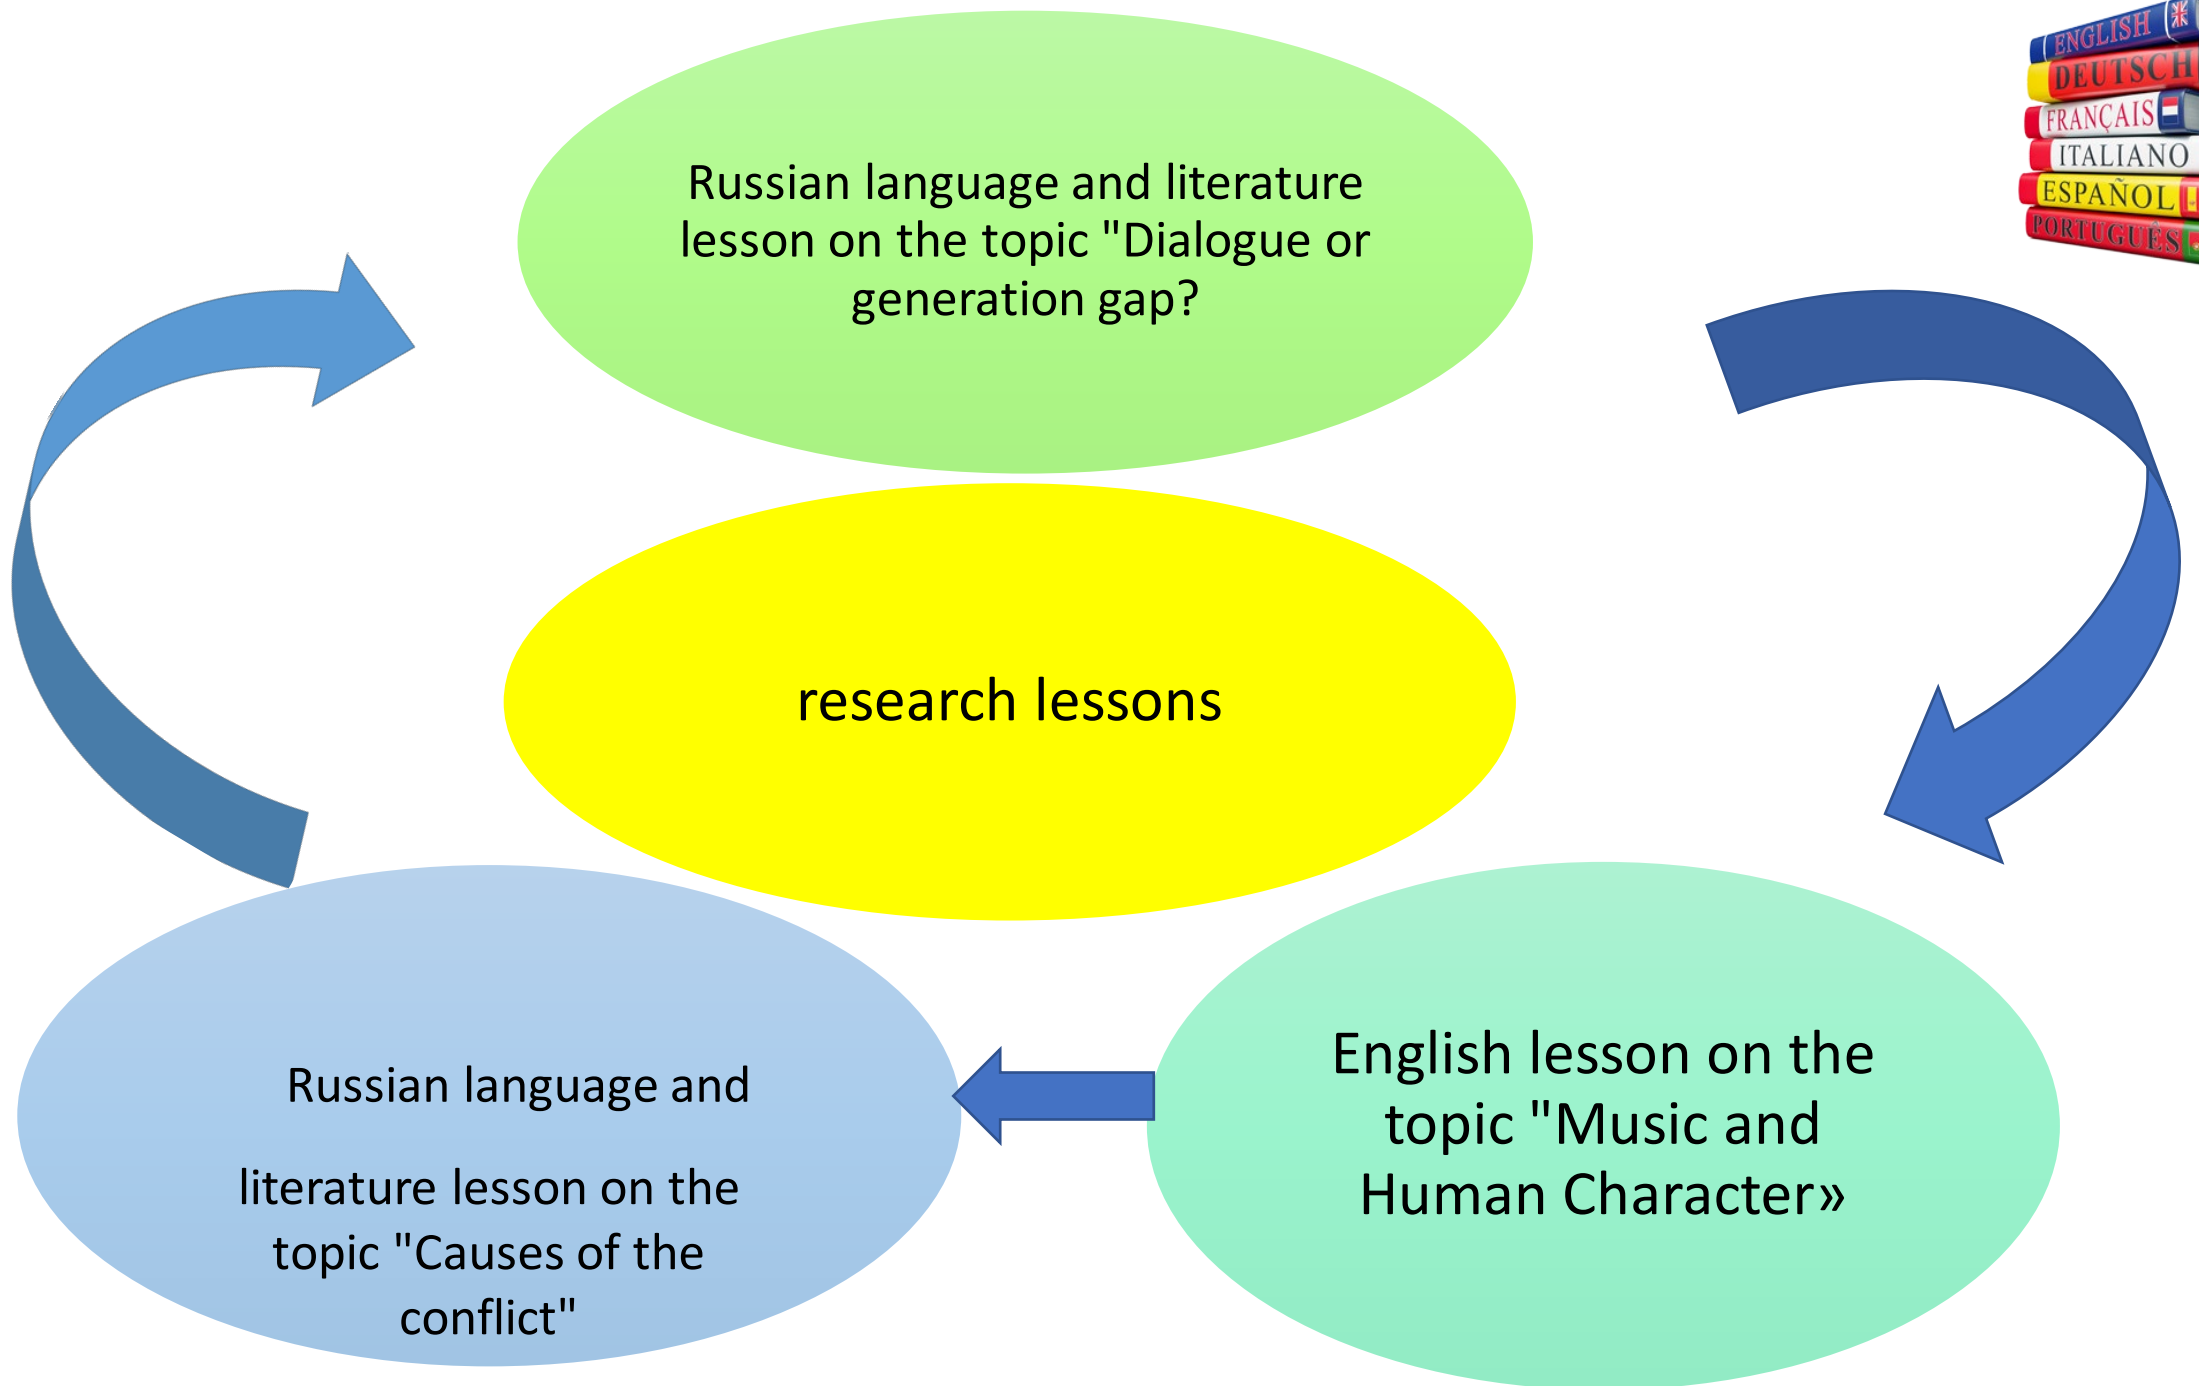 Russian language and literature
lesson on the topic "Dialogue or
generation gap?
ENGLISH
DEUTSCH
FRANÇAIS
ITALIANO
ESPAÑOL
PORTUGUÊS
research lessons
Russian language and
literature lesson on the
topic "Causes of the
conflict"
English lesson on the
topic "Music and
Human Character»